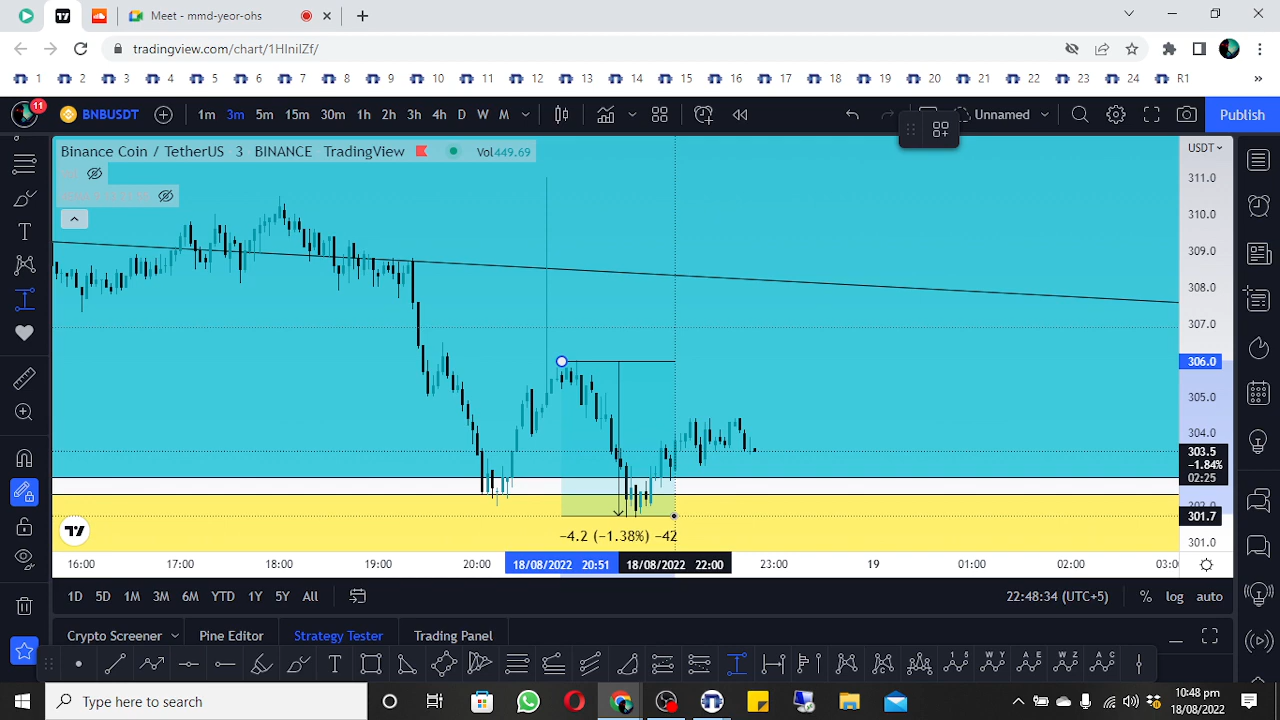 Meet - mmd-yeor-ohs
tradingview.com/chart/1HlniIZf/
1 2 3 4 5 6 7 8 9 10 11 12 13 14 15 16 17 18 19 20 21 22 23 24 R1 »
11 BNBUSDT 1m 3m 5m 15m 30m 1h 2h 3h 4h D W M Unnamed Publish
Binance Coin / TetherUS 3 BINANCE TradingView Vol449.69
USDT
311.0
310.0
309.0
308.0
307.0
306.0
305.0
304.0
303.5
−1.84%
02:25
302.0
301.7
301.0
−4.2 (−1.38%) −42
16:00 17:00 18:00 19:00 20:00 18/08/2022 20:51 18/08/2022 22:00 23:00 19 01:00 02:00 03:0
1D 5D 1M 3M 6M YTD 1Y 5Y All 22:48:34 (UTC+5) % log auto
Crypto Screener Pine Editor Strategy Tester Trading Panel
T 1 5 W Y A E W Z A C
Type here to search
10:48 pm
18/08/2022